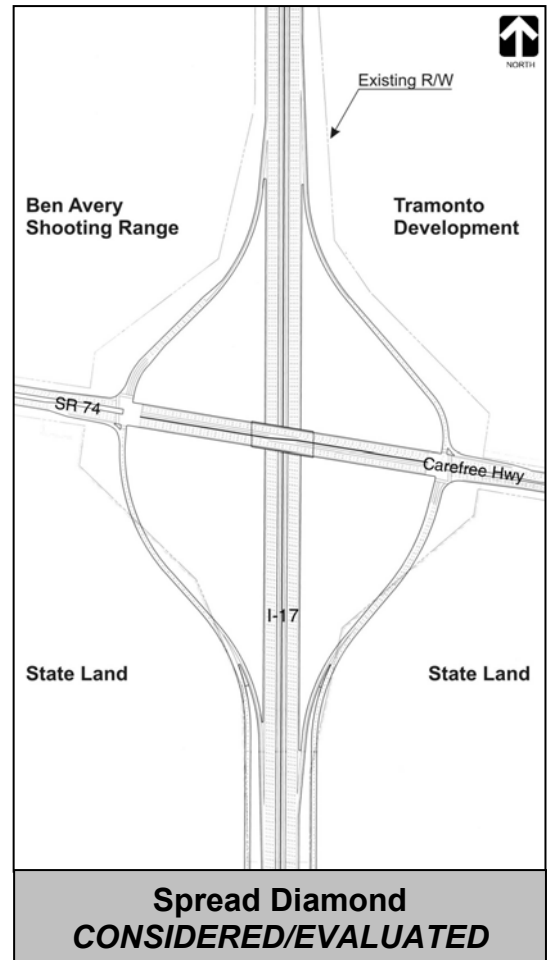 NORTH
Existing R/W
Ben Avery
Shooting Range
Tramonto
Development
SR 74
Carefree Hwy
I-17
State Land
State Land
Spread Diamond
CONSIDERED/EVALUATED